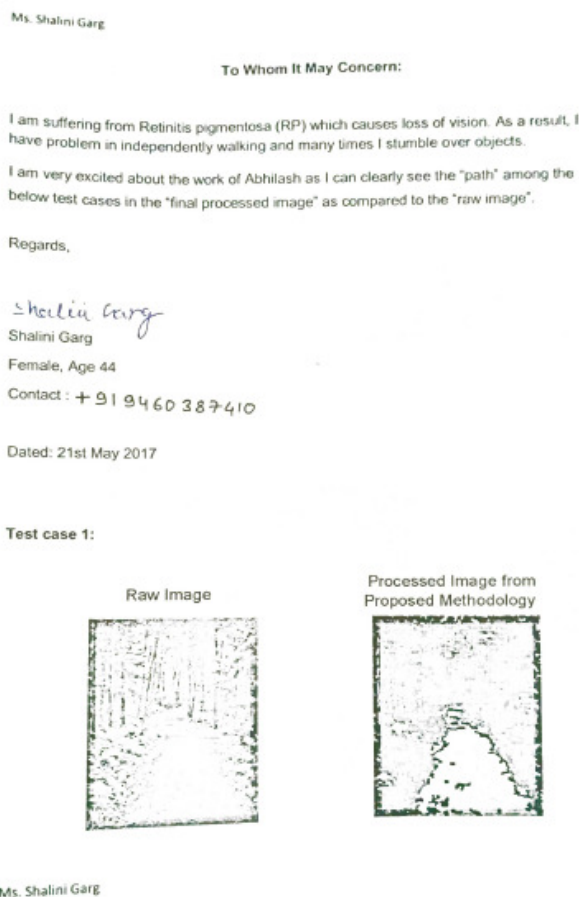 Ms. Shalini Garg
To Whom It May Concern:
I am suffering from Retinitis pigmentosa (RP) which causes loss of vision. As a result, I
have problem in independently walking and many times I stumble over objects.
I am very excited about the work of Abhilash as I can clearly see the "path" among the
below test cases in the "final processed image" as compared to the "raw image".
Regards,
Shalini Garg
Shalini Garg
Female, Age 44
Contact : +91 9460 387410
Dated: 21st May 2017
Test case 1:
Raw Image
Processed Image from
Proposed Methodology
Ms. Shalini Garg